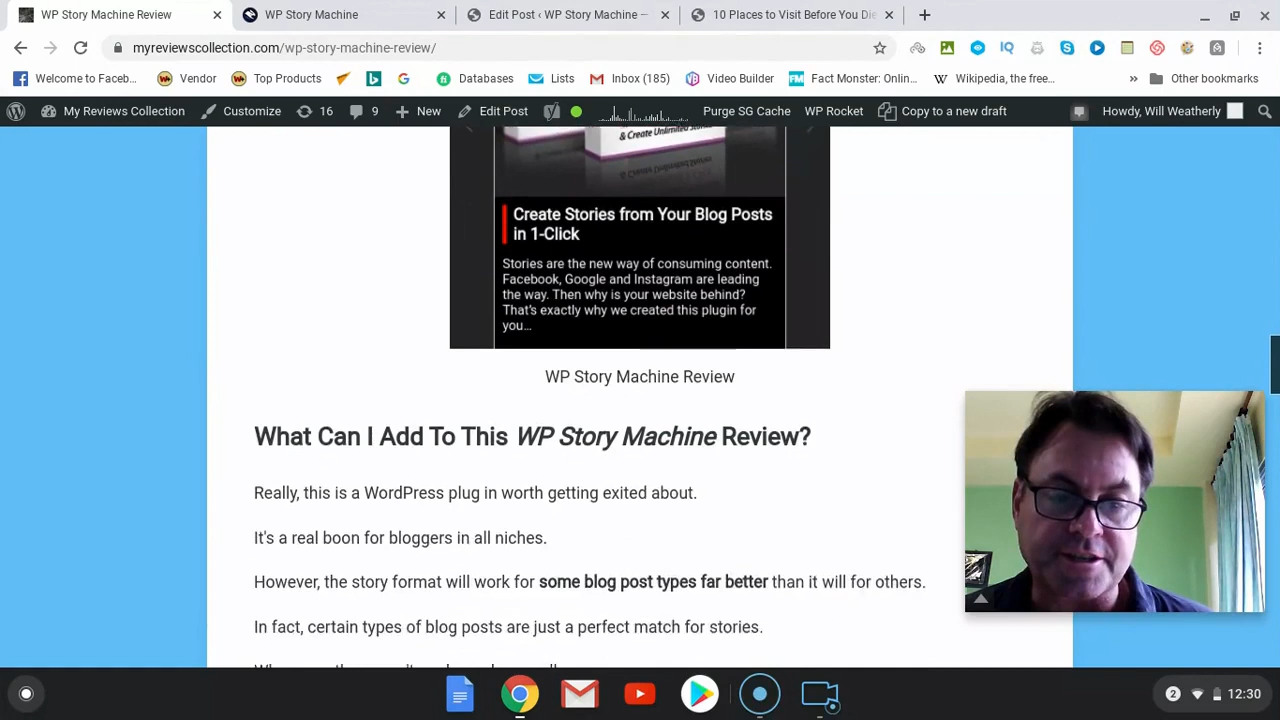 WP Story Machine Review
WP Story Machine
Edit Post ‹ WP Story Machine —
10 Places to Visit Before You Die
myreviewscollection.com/wp-story-machine-review/
Welcome to Faceb...
Vendor
Top Products
Databases
Lists
Inbox (185)
Video Builder
Fact Monster: Onlin...
Wikipedia, the free...
Other bookmarks
My Reviews Collection
Customize
16
9
New
Edit Post
Purge SG Cache
WP Rocket
Copy to a new draft
Howdy, Will Weatherly
& Create Unlimited Stories
Create Stories from Your Blog Posts
in 1-Click
Stories are the new way of consuming content.
Facebook, Google and Instagram are leading
the way. Then why is your website behind?
That's exactly why we created this plugin for
you...
WP Story Machine Review
What Can I Add To This WP Story Machine Review?
Really, this is a WordPress plug in worth getting exited about.
It's a real boon for bloggers in all niches.
However, the story format will work for some blog post types far better than it will for others.
In fact, certain types of blog posts are just a perfect match for stories.
2
12:30